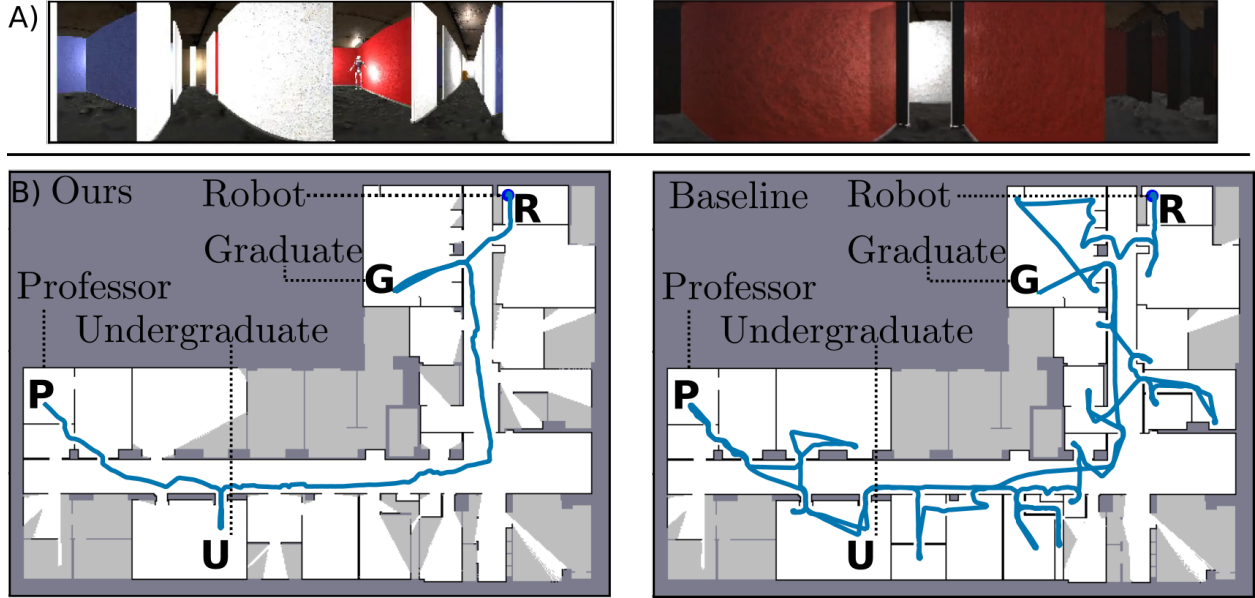 A)
B) Ours
Robot
R
Graduate
G
Professor
Undergraduate
P
U
Baseline
Robot
R
Graduate
G
Professor
Undergraduate
P
U